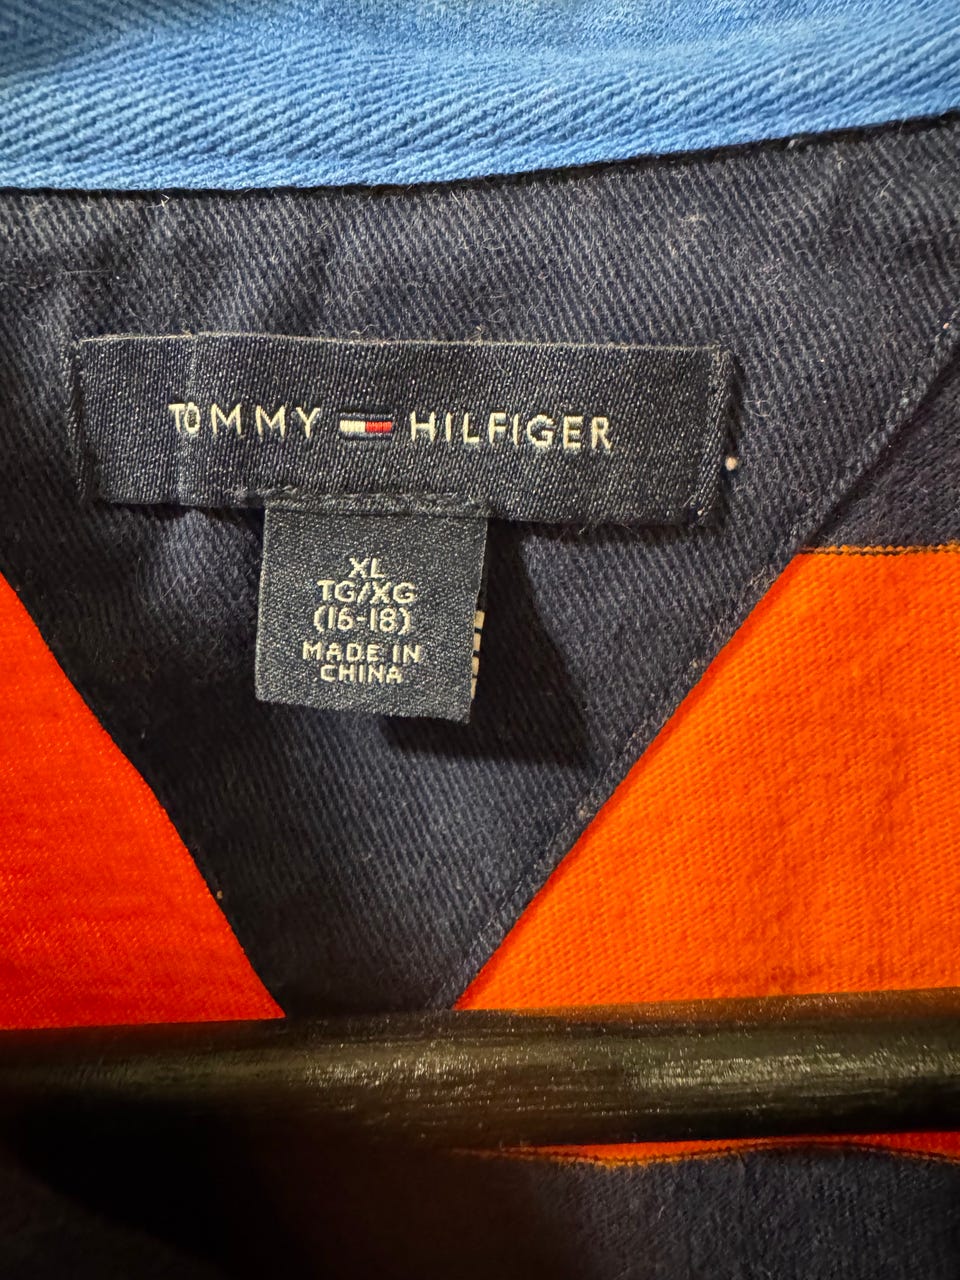 TOMMY HILFIGER
XL
TG/XG
(16-18)
MADE IN
CHINA